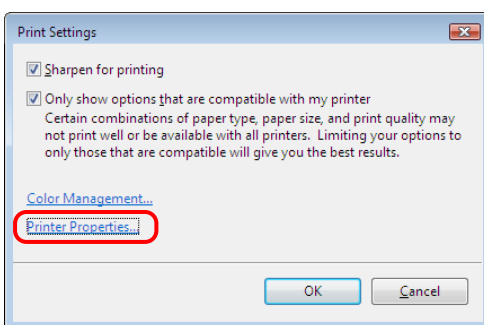 Print Settings
Sharpen for printing
Only show options that are compatible with my printer
Certain combinations of paper type, paper size, and print quality may
not print well or be available with all printers. Limiting your options to
only those that are compatible will give you the best results.
Color Management...
Printer Properties...
OK Cancel